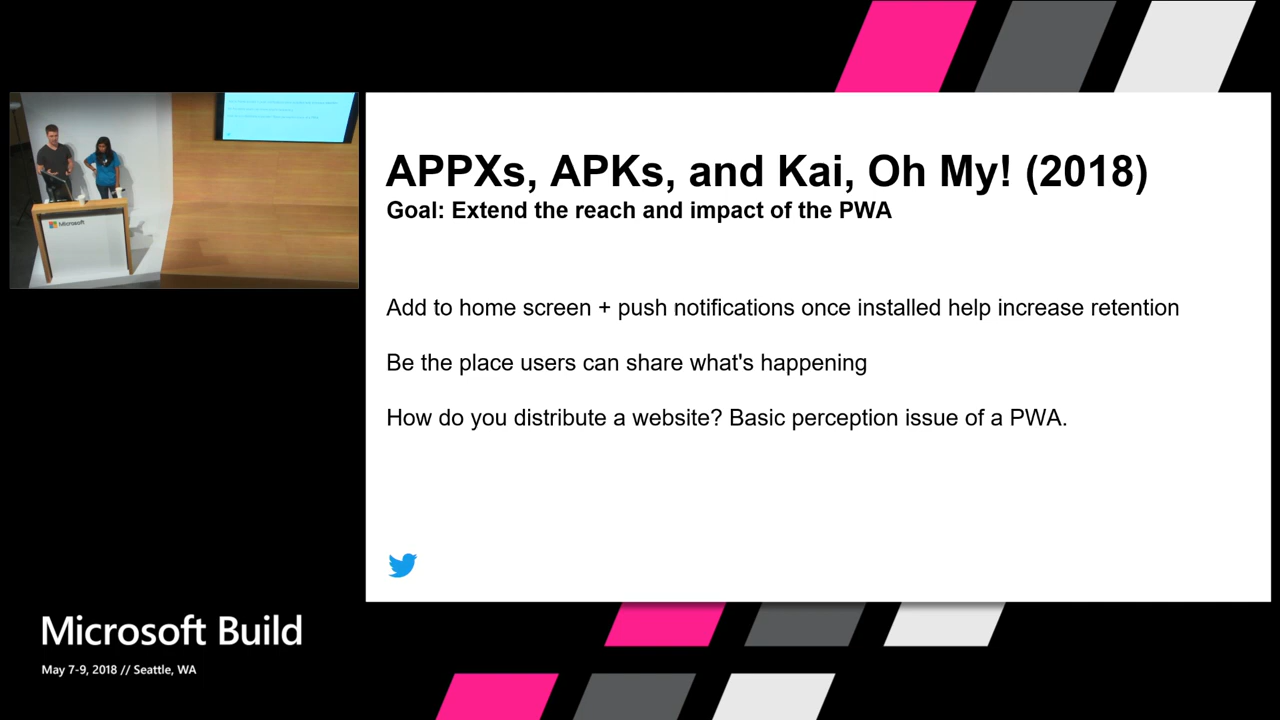 APPXs, APKs, and Kai, Oh My! (2018)
Goal: Extend the reach and impact of the PWA
Add to home screen + push notifications once installed help increase retention
Be the place users can share what's happening
How do you distribute a website? Basic perception issue of a PWA.
Microsoft
Microsoft Build
May 7-9, 2018 // Seattle, WA